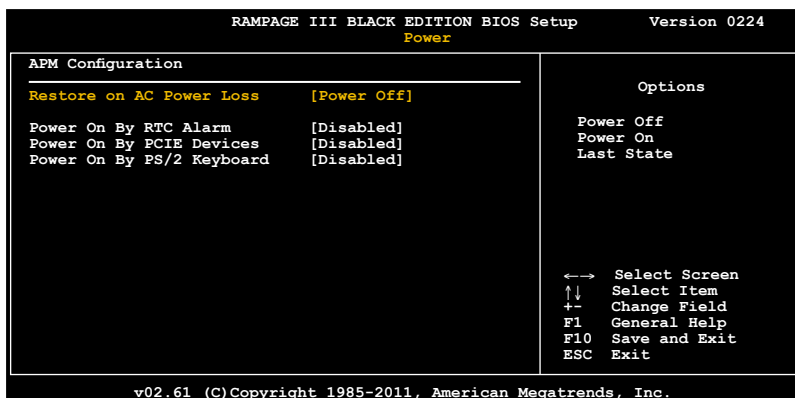 RAMPAGE III BLACK EDITION BIOS Setup Version 0224
Power
APM Configuration
Restore on AC Power Loss [Power Off]
Power On By RTC Alarm [Disabled]
Power On By PCIE Devices [Disabled]
Power On By PS/2 Keyboard [Disabled]
Options
Power Off
Power On
Last State
←→ Select Screen
↑↓ Select Item
+- Change Field
F1 General Help
F10 Save and Exit
ESC Exit
v02.61 (C)Copyright 1985-2011, American Megatrends, Inc.